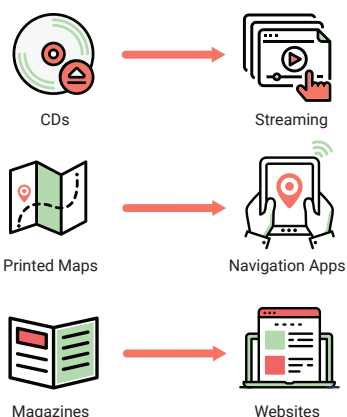 CDs
Streaming
Printed Maps
Navigation Apps
Magazines
Websites